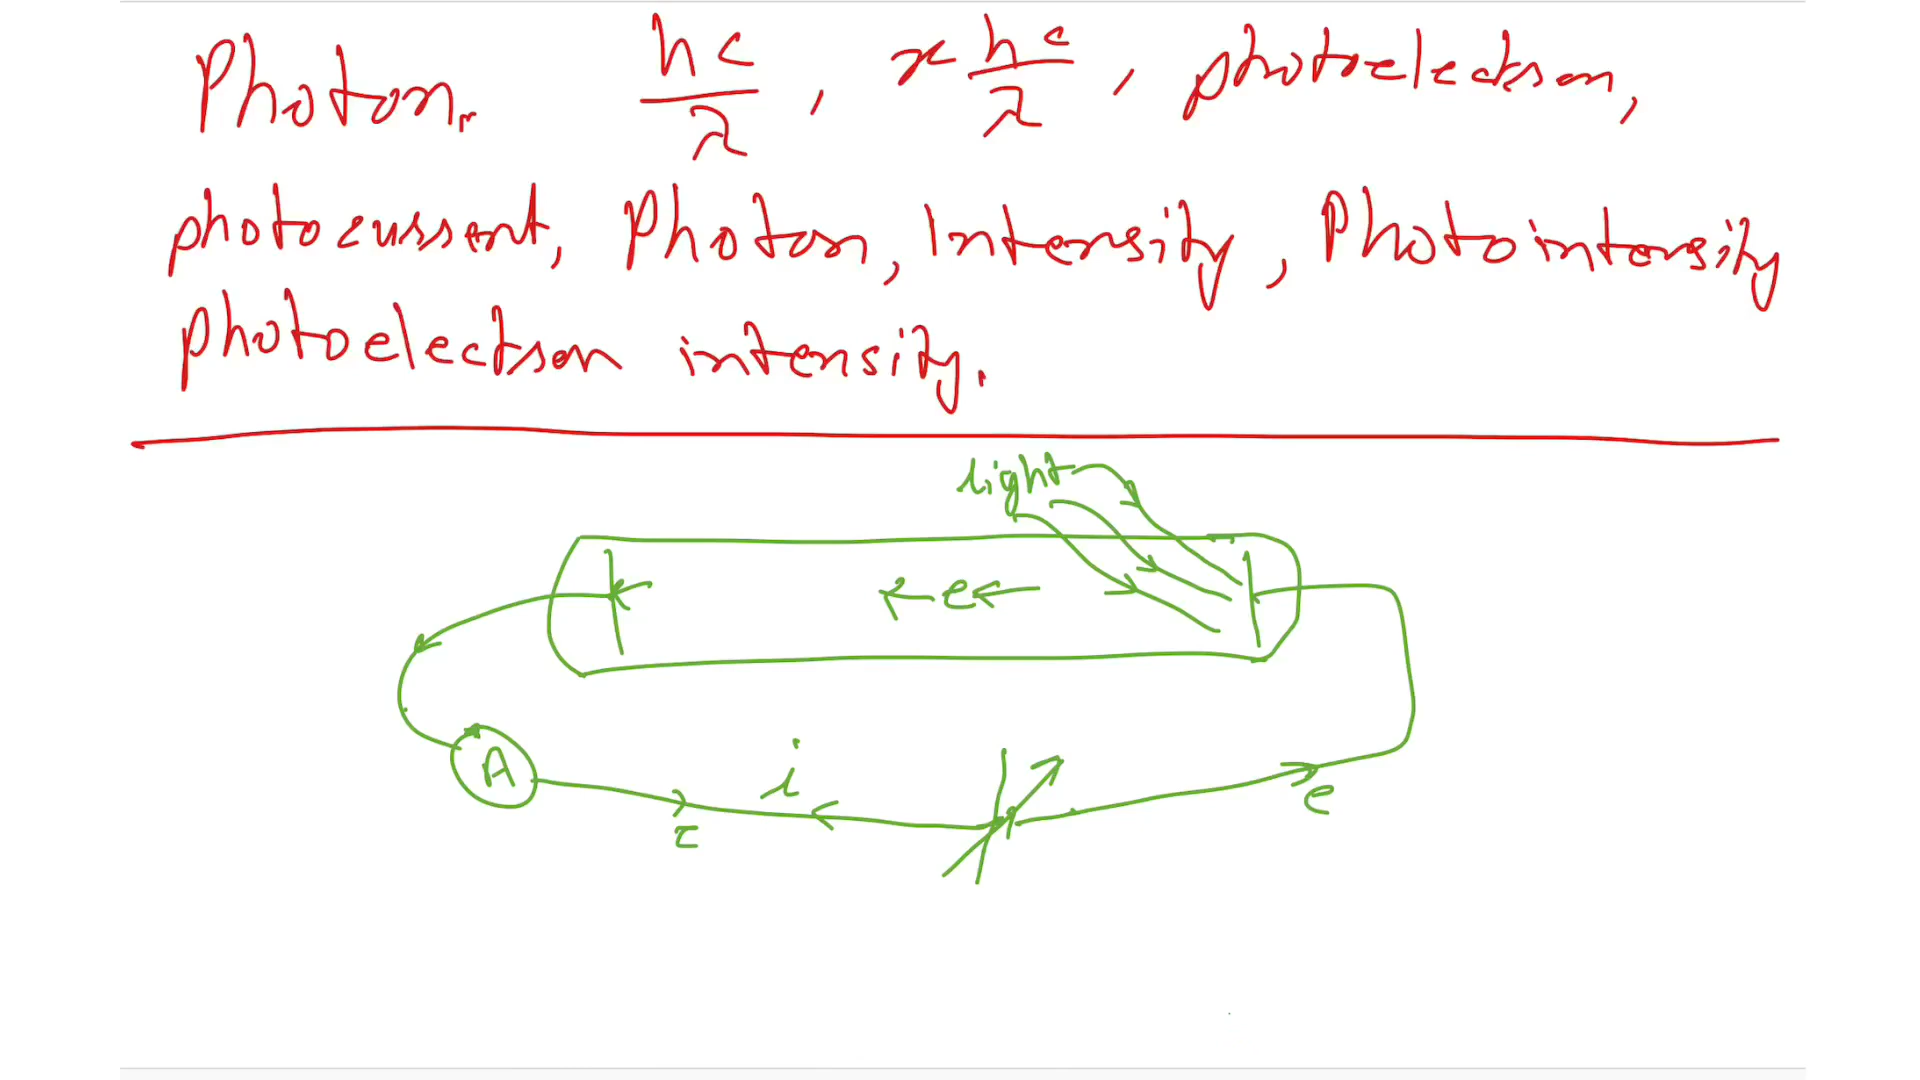 Photon, hc/λ, x hc/λ, photoelectron,
photocurrent, Photon, Intensity, Photointensity
Photoelectron intensity.
light
e
A
i
e